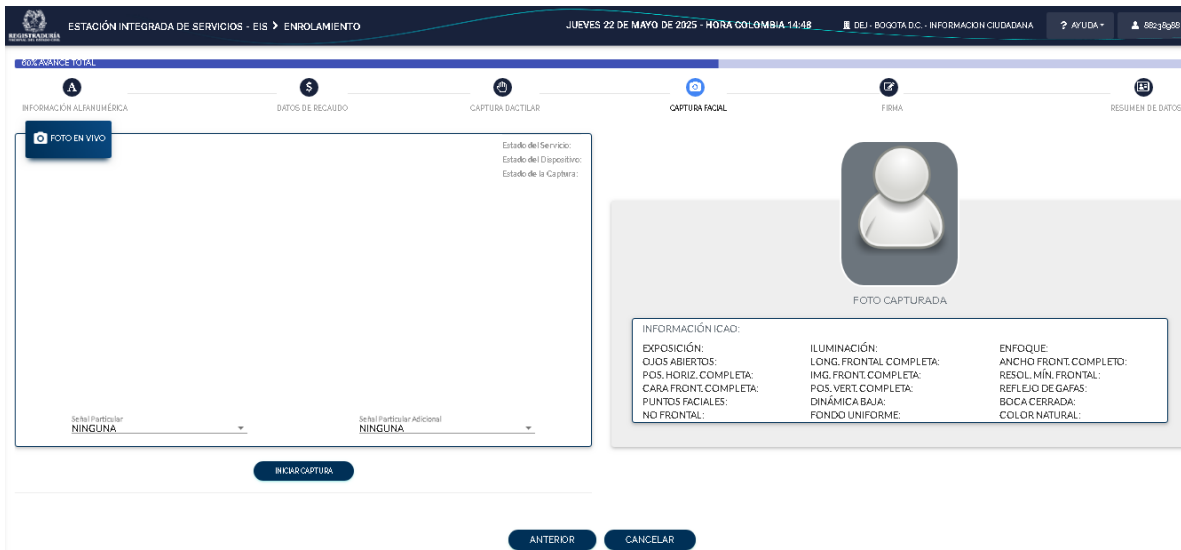 REGISTRADURÍA
ESTACIÓN INTEGRADA DE SERVICIOS - EIS > ENROLAMIENTO
JUEVES 22 DE MAYO DE 2025 - HORA COLOMBIA 14:48
DEJ - BOGOTA D.C. - INFORMACION CIUDADANA
? AYUDA
88238988
60% AVANCE TOTAL
INFORMACIÓN ALFANUMÉRICA
DATOS DE RECAUDO
CAPTURA DACTILAR
CAPTURA FACIAL
FIRMA
RESUMEN DE DATOS
FOTO EN VIVO
Estado del Servicio:
Estado del Dispositivo:
Estado de la Captura:
Señal Particular
NINGUNA
Señal Particular Adicional
NINGUNA
INICIAR CAPTURA
FOTO CAPTURADA
INFORMACIÓN ICAO:
EXPOSICIÓN: ILUMINACIÓN: ENFOQUE:
OJOS ABIERTOS: LONG. FRONTAL COMPLETA: ANCHO FRONT. COMPLETO:
POS. HORIZ. COMPLETA: IMG. FRONT. COMPLETA: RESOL. MÍN. FRONTAL:
CARA FRONT. COMPLETA: POS. VERT. COMPLETA: REFLEJO DE GAFAS:
PUNTOS FACIALES: DINÁMICA BAJA: BOCA CERRADA:
NO FRONTAL: FONDO UNIFORME: COLOR NATURAL:
ANTERIOR
CANCELAR